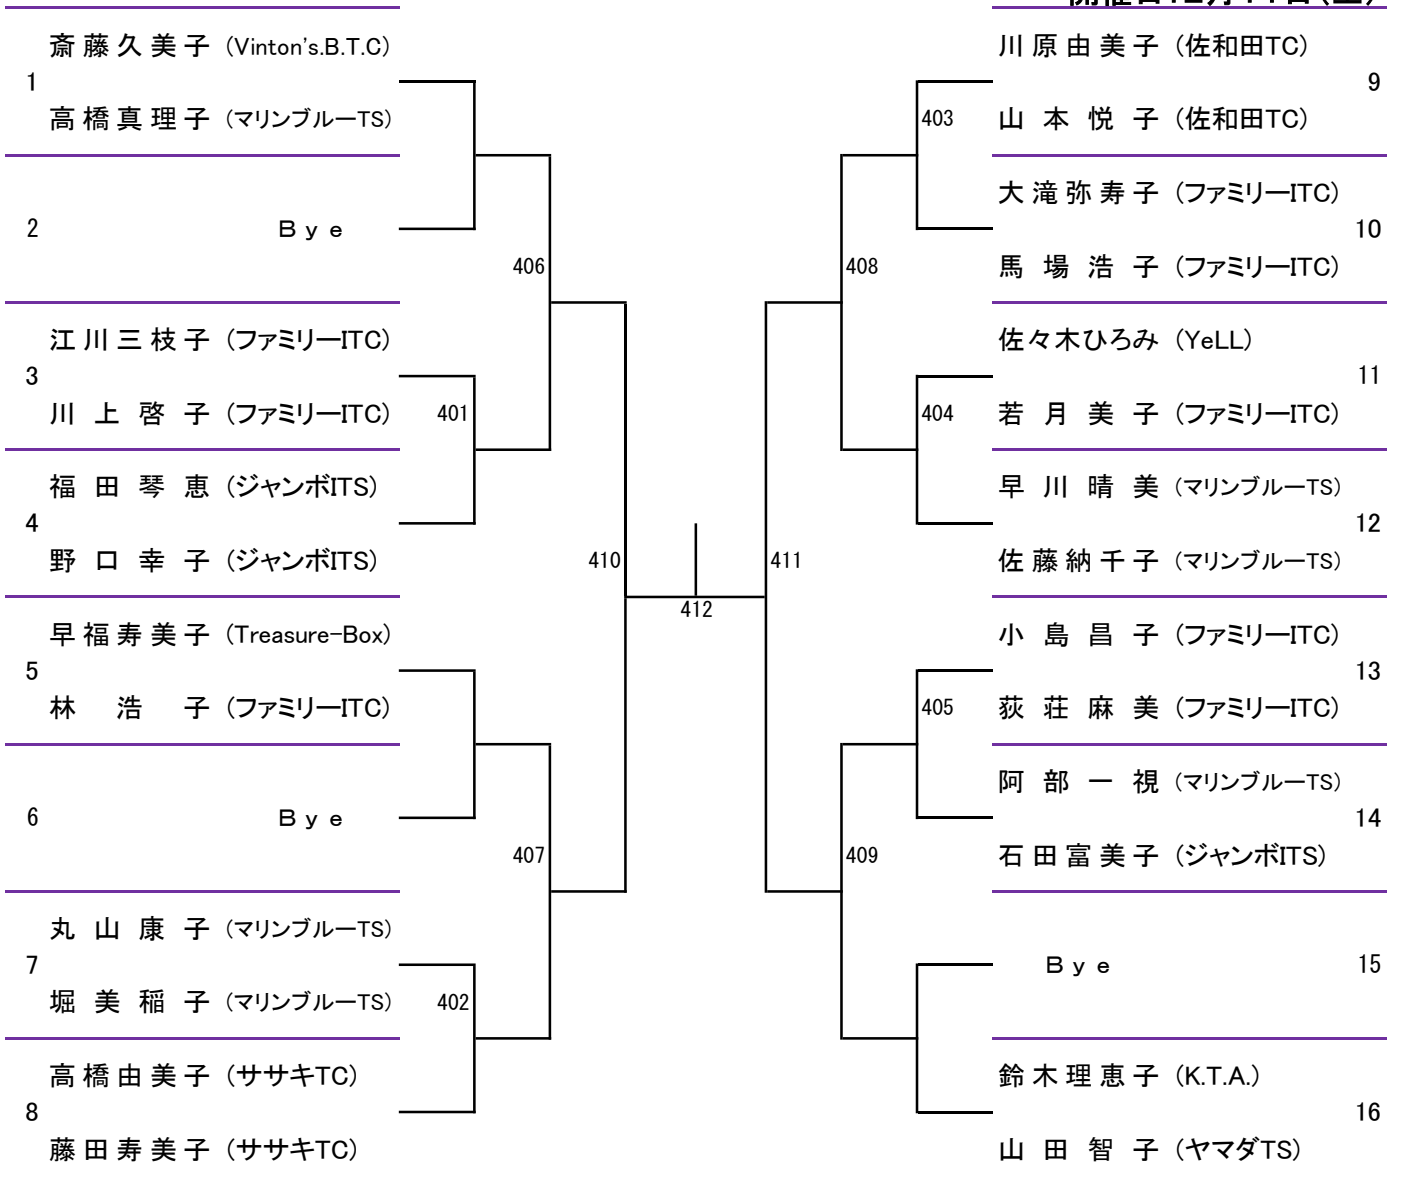 開催日12月14日(土)
斎藤久美子 (Vinton's.B.T.C)
1
高橋真理子 (マリンブルーTS)
2 Bye
406
江川三枝子 (ファミリーITC)
3
川上啓子 (ファミリーITC) 401
福田琴恵 (ジャンボITS)
4
野口幸子 (ジャンボITS) 410
早福寿美子 (Treasure-Box)
5
林浩子 (ファミリーITC)
6 Bye
407
丸山康子 (マリンブルーTS)
7
堀美稲子 (マリンブルーTS) 402
高橋由美子 (ササキTC)
8
藤田寿美子 (ササキTC)
412
川原由美子 (佐和田TC)
9
403 山本悦子 (佐和田TC)
大滝弥寿子 (ファミリーITC)
10
408 馬場浩子 (ファミリーITC)
佐々木ひろみ (YeLL)
11
404 若月美子 (ファミリーITC)
早川晴美 (マリンブルーTS)
12
411 佐藤納千子 (マリンブルーTS)
小島昌子 (ファミリーITC)
13
405 荻荘麻美 (ファミリーITC)
阿部一視 (マリンブルーTS)
14
409 石田富美子 (ジャンボITS)
Bye 15
鈴木理恵子 (K.T.A.)
16
山田智子 (ヤマダTS)